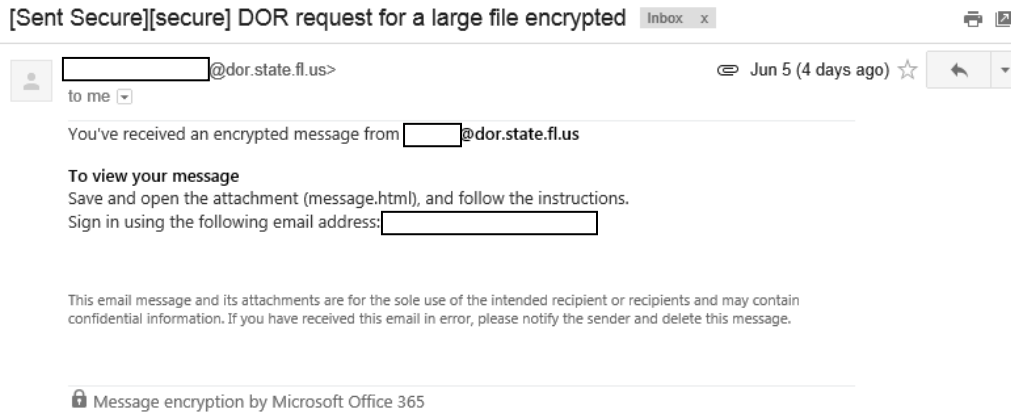 [Sent Secure][secure] DOR request for a large file encrypted Inbox x
@dor.state.fl.us> Jun 5 (4 days ago)
to me
You've received an encrypted message from @dor.state.fl.us
To view your message
Save and open the attachment (message.html), and follow the instructions.
Sign in using the following email address:
This email message and its attachments are for the sole use of the intended recipient or recipients and may contain
confidential information. If you have received this email in error, please notify the sender and delete this message.
Message encryption by Microsoft Office 365